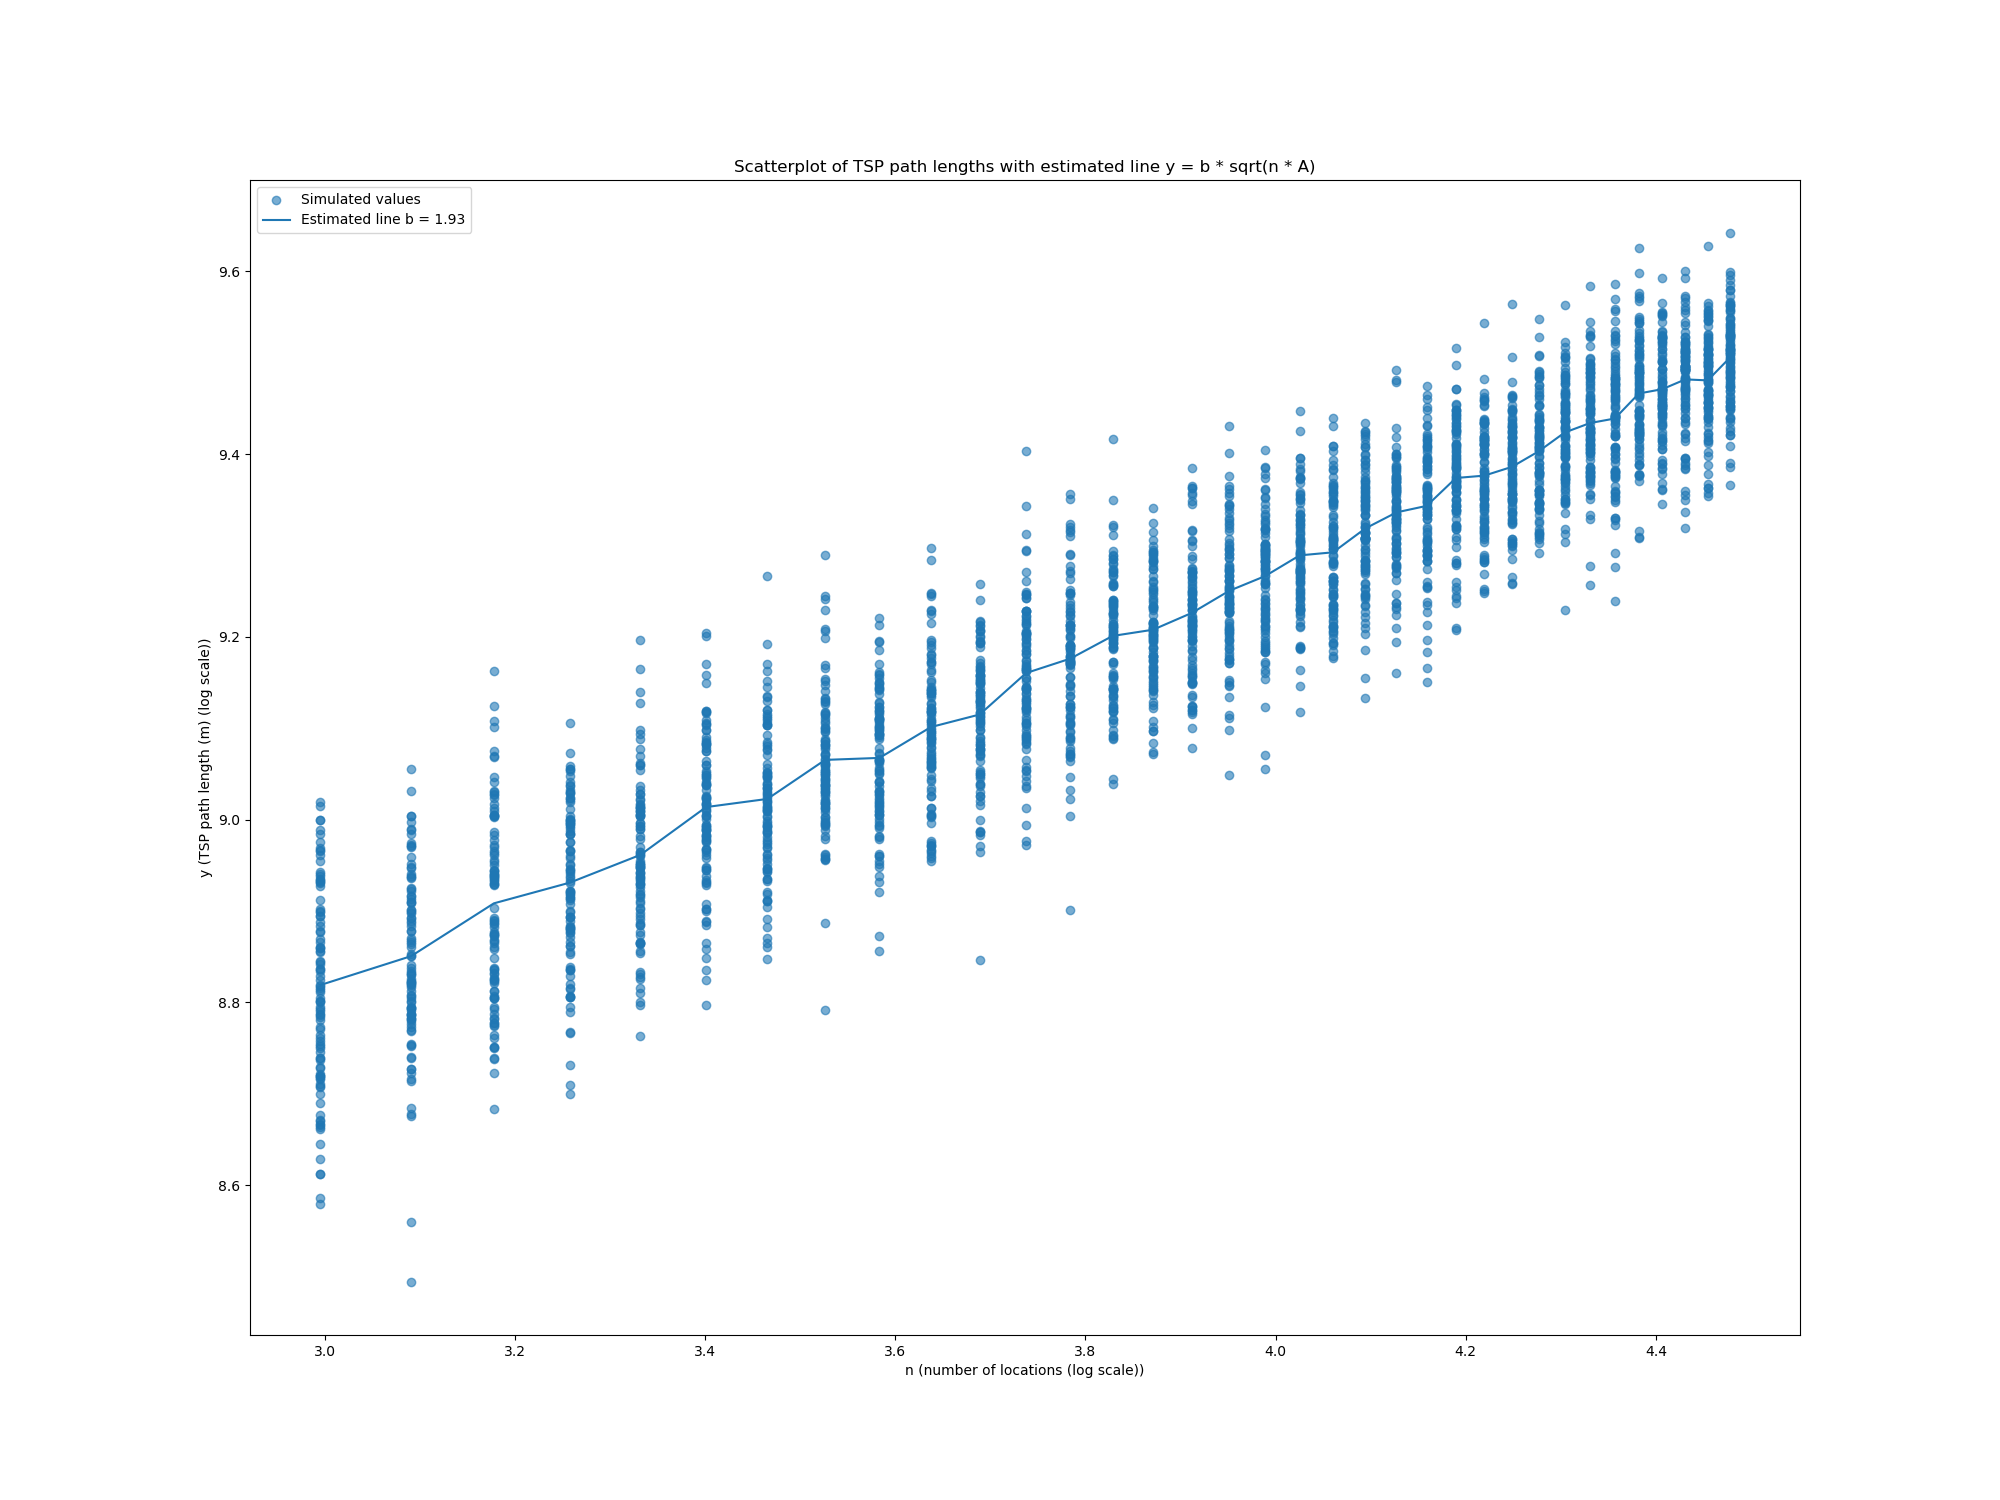 Scatterplot of TSP path lengths with estimated line y = b * sqrt(n * A)
Simulated values
Estimated line b = 1.93
9.6
9.4
9.2
9.0
8.8
8.6
y (TSP path length (m) (log scale))
3.0 3.2 3.4 3.6 3.8 4.0 4.2 4.4
n (number of locations (log scale))